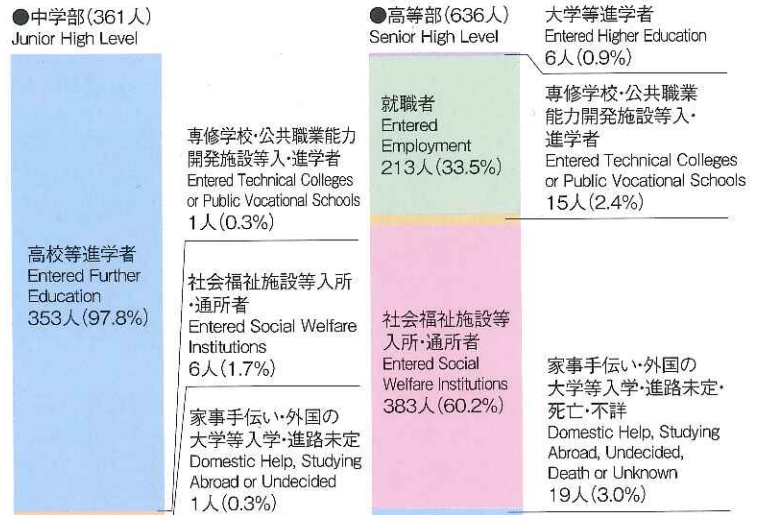 ●中学部(361人)
Junior High Level
高校等進学者
Entered Further
Education
353人(97.8%)
専修学校・公共職業能力
開発施設等入・進学者
Entered Technical Colleges
or Public Vocational Schools
1人(0.3%)
社会福祉施設等入所
・通所者
Entered Social Welfare
Institutions
6人(1.7%)
家事手伝い・外国の
大学等入学・進路未定
Domestic Help, Studying
Abroad or Undecided
1人(0.3%)
●高等部(636人)
Senior High Level
就職者
Entered
Employment
213人(33.5%)
社会福祉施設等
入所・通所者
Entered Social
Welfare Institutions
383人(60.2%)
大学等進学者
Entered Higher Education
6人(0.9%)
専修学校・公共職業
能力開発施設等入・
進学者
Entered Technical Colleges
or Public Vocational Schools
15人(2.4%)
家事手伝い・外国の
大学等入学・進路未定・
死亡・不詳
Domestic Help, Studying
Abroad, Undecided,
Death or Unknown
19人(3.0%)